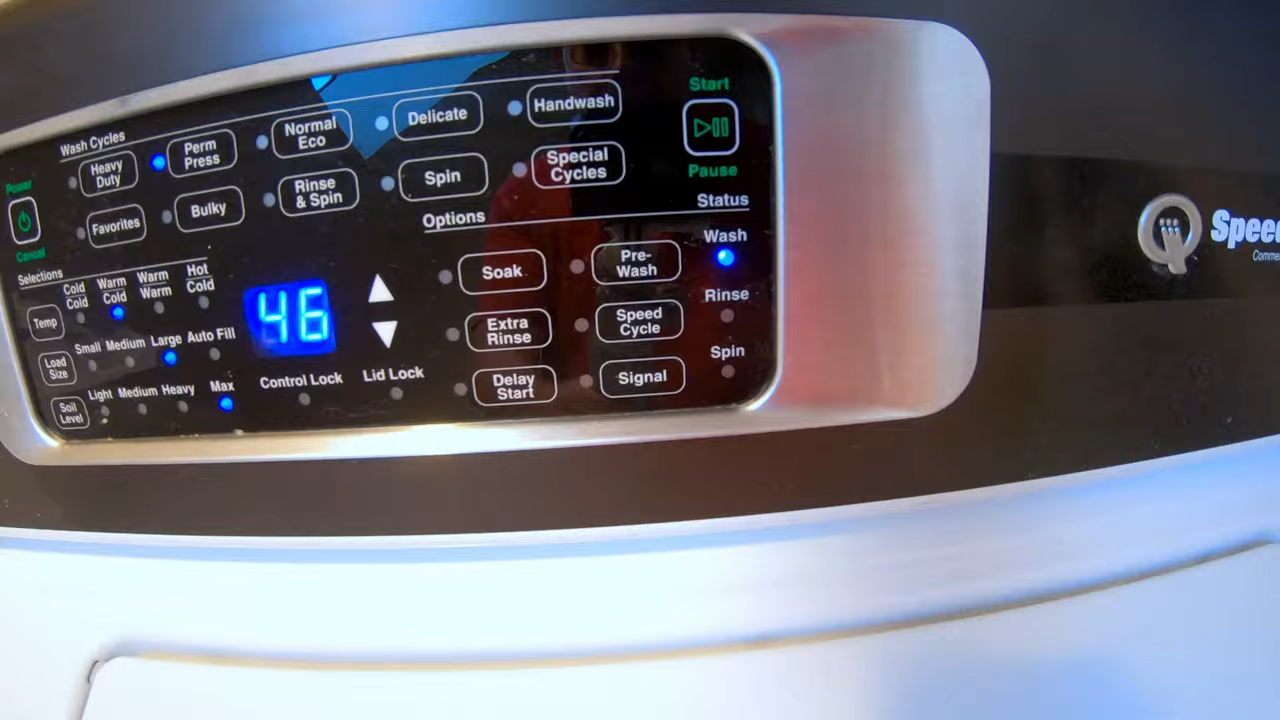 Wash Cycles
Heavy
Duty
Perm
Press
Normal
Eco
Delicate
Handwash
Start
Pause
Power
Cancel
Favorites
Bulky
Rinse
& Spin
Spin
Special
Cycles
Selections
Cold
Cold
Warm
Cold
Warm
Warm
Hot
Cold
Temp
Small Medium Large Auto Fill
Load
Size
Light Medium Heavy Max
Soil
Level
46
Control Lock
Lid Lock
Options
Soak
Pre-
Wash
Extra
Rinse
Speed
Cycle
Delay
Start
Signal
Status
Wash
Rinse
Spin